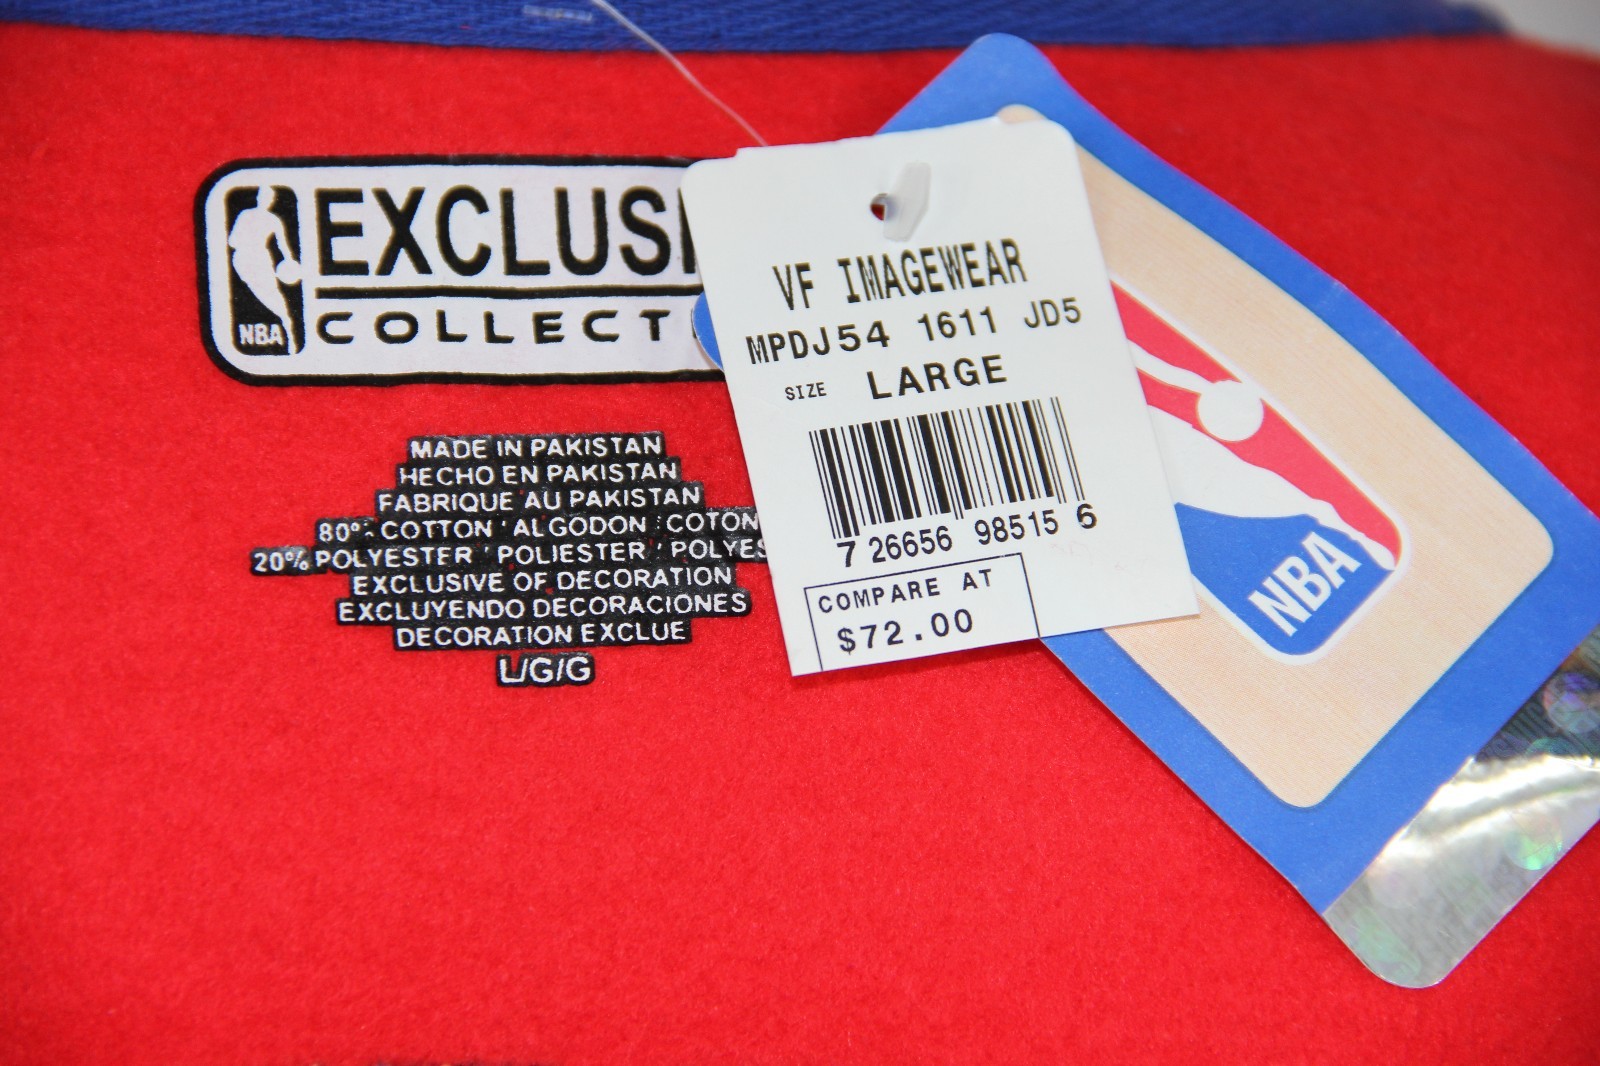 EXCLUSI
COLLECT
NBA
MADE IN PAKISTAN
HECHO EN PAKISTAN
FABRIQUE AU PAKISTAN
80% COTTON ' ALGODON ' COTON
20% POLYESTER ' POLIESTER ' POLYES
EXCLUSIVE OF DECORATION
EXCLUYENDO DECORACIONES
DECORATION EXCLUE
L/G/G
VF IMAGEWEAR
MPDJ54 1611 JD5
SIZE LARGE
7 26656 98515 6
COMPARE AT
$72.00
NBA